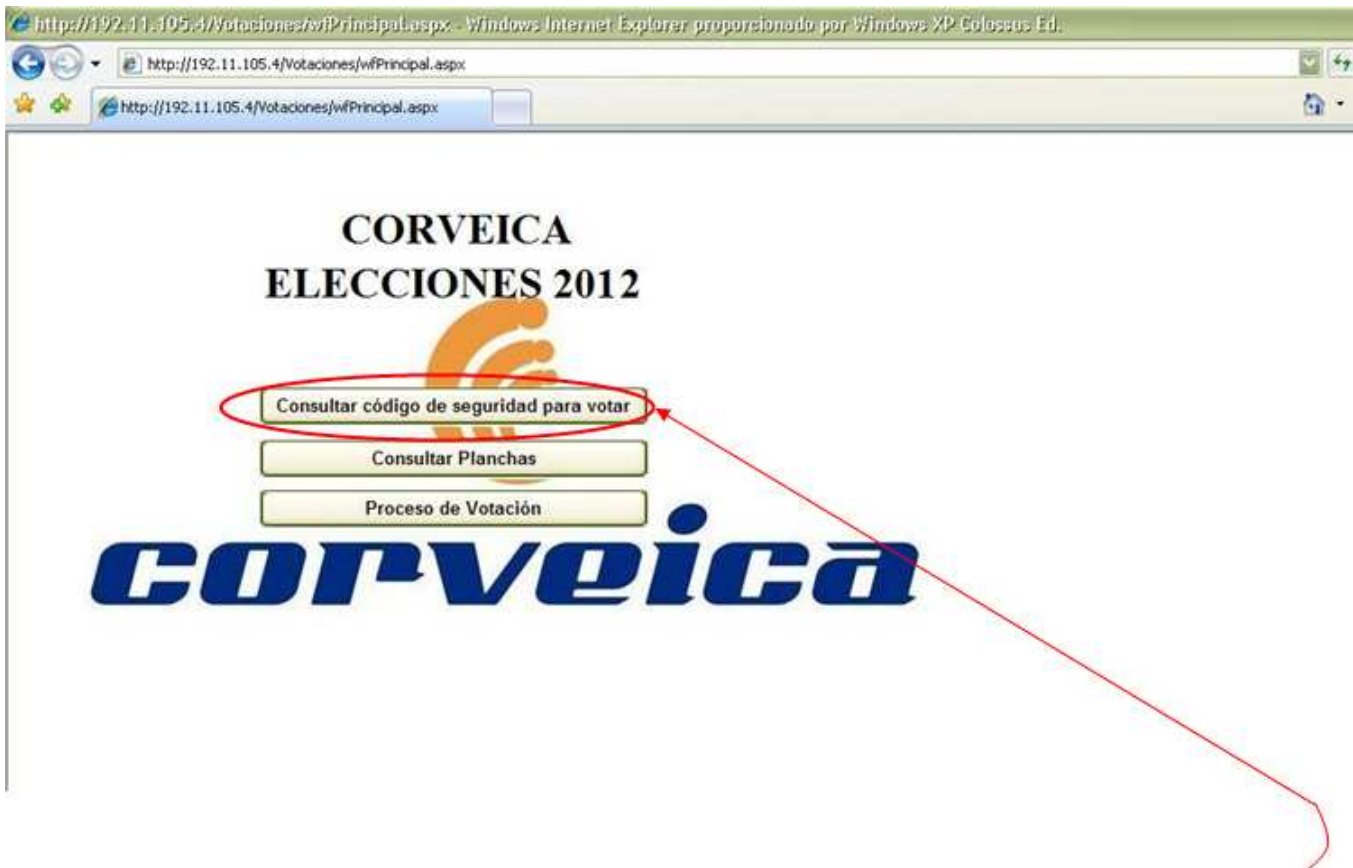 http://192.11.105.4/Votaciones/wfPrincipal.aspx - Windows Internet Explorer proporcionado por Windows XP Colossus Ed.
http://192.11.105.4/Votaciones/wfPrincipal.aspx
http://192.11.105.4/Votaciones/wfPrincipal.aspx
CORVEICA
ELECCIONES 2012
Consultar código de seguridad para votar
Consultar Planchas
Proceso de Votación
corveica